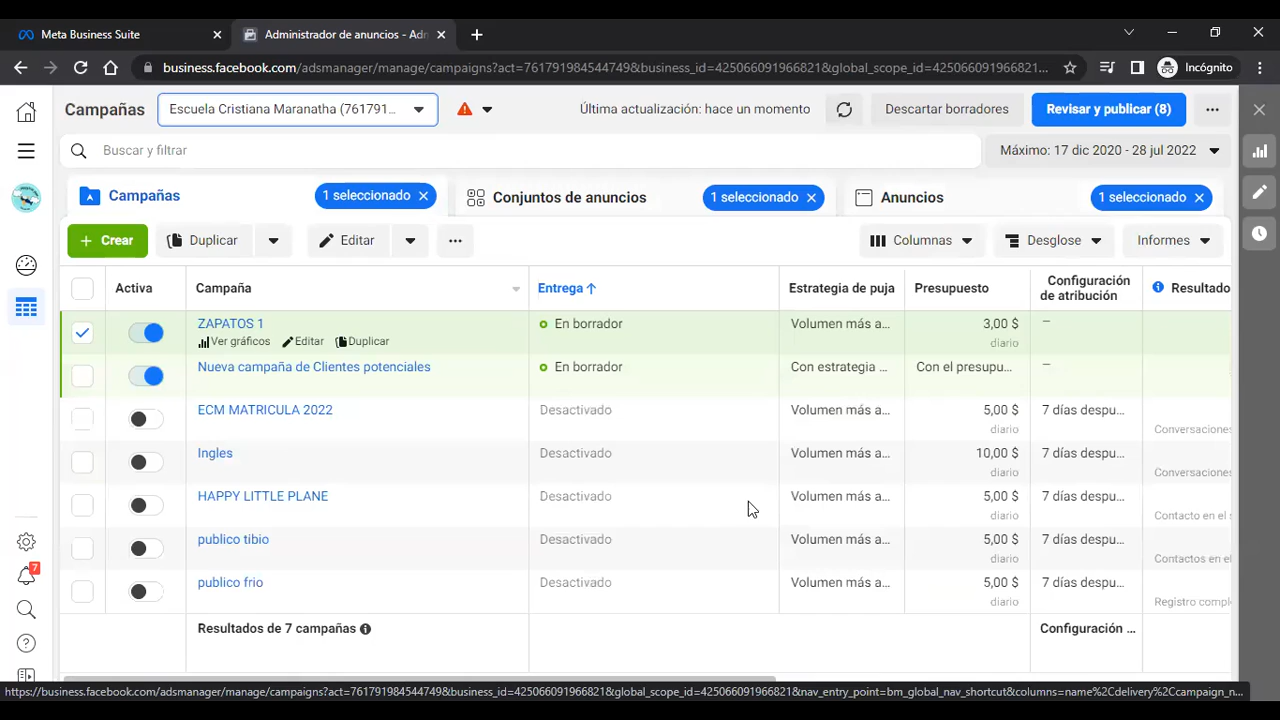 Meta Business Suite
Administrador de anuncios - Adn
Incógnito
business.facebook.com/adsmanager/manage/campaigns?act=761791984544749&business_id=425066091966821&global_scope_id=425066091966821...
Campañas
Escuela Cristiana Maranatha (761791...
Última actualización: hace un momento
Descartar borradores
Revisar y publicar (8)
Buscar y filtrar
Máximo: 17 dic 2020 - 28 jul 2022
Campañas
1 seleccionado
Conjuntos de anuncios
1 seleccionado
Anuncios
1 seleccionado
+ Crear
Duplicar
Editar
...
Columnas
Desglose
Informes
Activa
Campaña
Entrega ↑
Estrategia de puja
Presupuesto
Configuración
de atribución
Resultado
ZAPATOS 1
Ver gráficos Editar Duplicar
En borrador
Volumen más a...
3,00 $
diario
—
Nueva campaña de Clientes potenciales
En borrador
Con estrategia ...
Con el presupu...
—
ECM MATRICULA 2022
Desactivado
Volumen más a...
5,00 $
diario
7 días despu...
Conversaciones
Ingles
Desactivado
Volumen más a...
10,00 $
diario
7 días despu...
Conversaciones
HAPPY LITTLE PLANE
Desactivado
Volumen más a...
5,00 $
diario
7 días despu...
Contacto en el s
publico tibio
Desactivado
Volumen más a...
5,00 $
diario
7 días despu...
Contactos en el
publico frio
Desactivado
Volumen más a...
5,00 $
diario
7 días despu...
Registro compl
7
Resultados de 7 campañas
Configuración ...
https://business.facebook.com/adsmanager/manage/campaigns?act=761791984544749&business_id=425066091966821&global_scope_id=425066091966821&nav_entry_point=bm_global_nav_shortcut&columns=name%2Cdelivery%2Ccampaign_n...